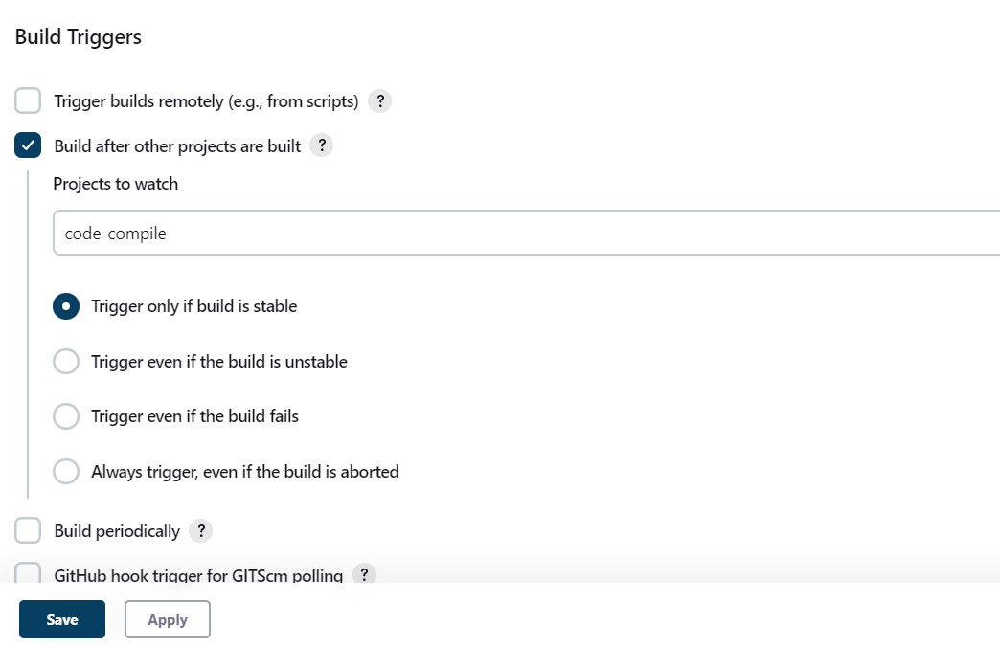 Build Triggers
Trigger builds remotely (e.g., from scripts) ?
Build after other projects are built ?
Projects to watch
code-compile
Trigger only if build is stable
Trigger even if the build is unstable
Trigger even if the build fails
Always trigger, even if the build is aborted
Build periodically ?
GitHub hook trigger for GITScm polling ?
Save Apply